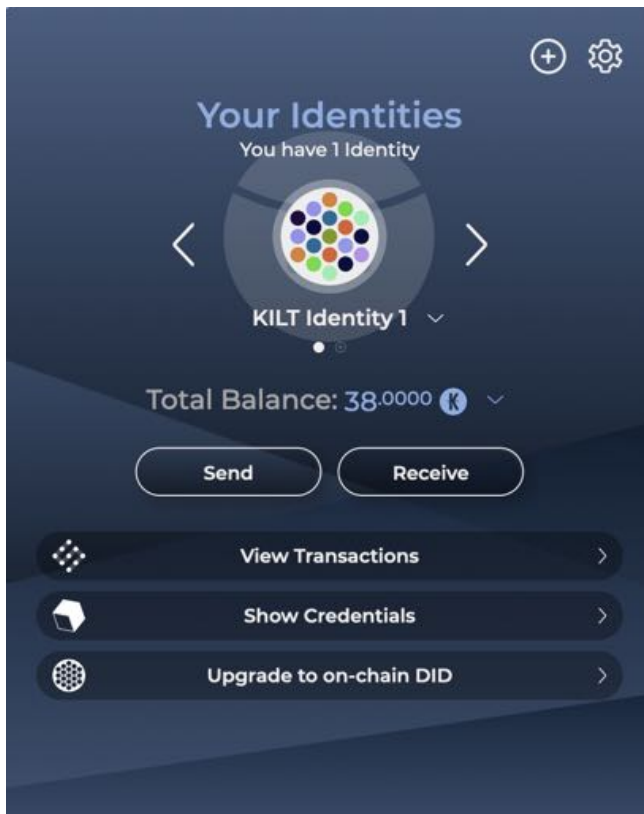 Your Identities
You have 1 Identity
KILT Identity 1
Total Balance: 38.0000 K
Send
Receive
View Transactions
Show Credentials
Upgrade to on-chain DID